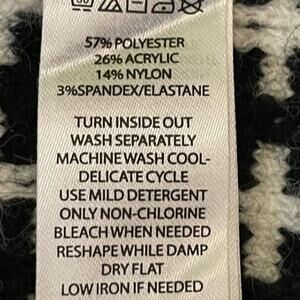 57% POLYESTER
26% ACRYLIC
14% NYLON
3%SPANDEX/ELASTANE
TURN INSIDE OUT
WASH SEPARATELY
MACHINE WASH COOL-
DELICATE CYCLE
USE MILD DETERGENT
ONLY NON-CHLORINE
BLEACH WHEN NEEDED
RESHAPE WHILE DAMP
DRY FLAT
LOW IRON IF NEEDED